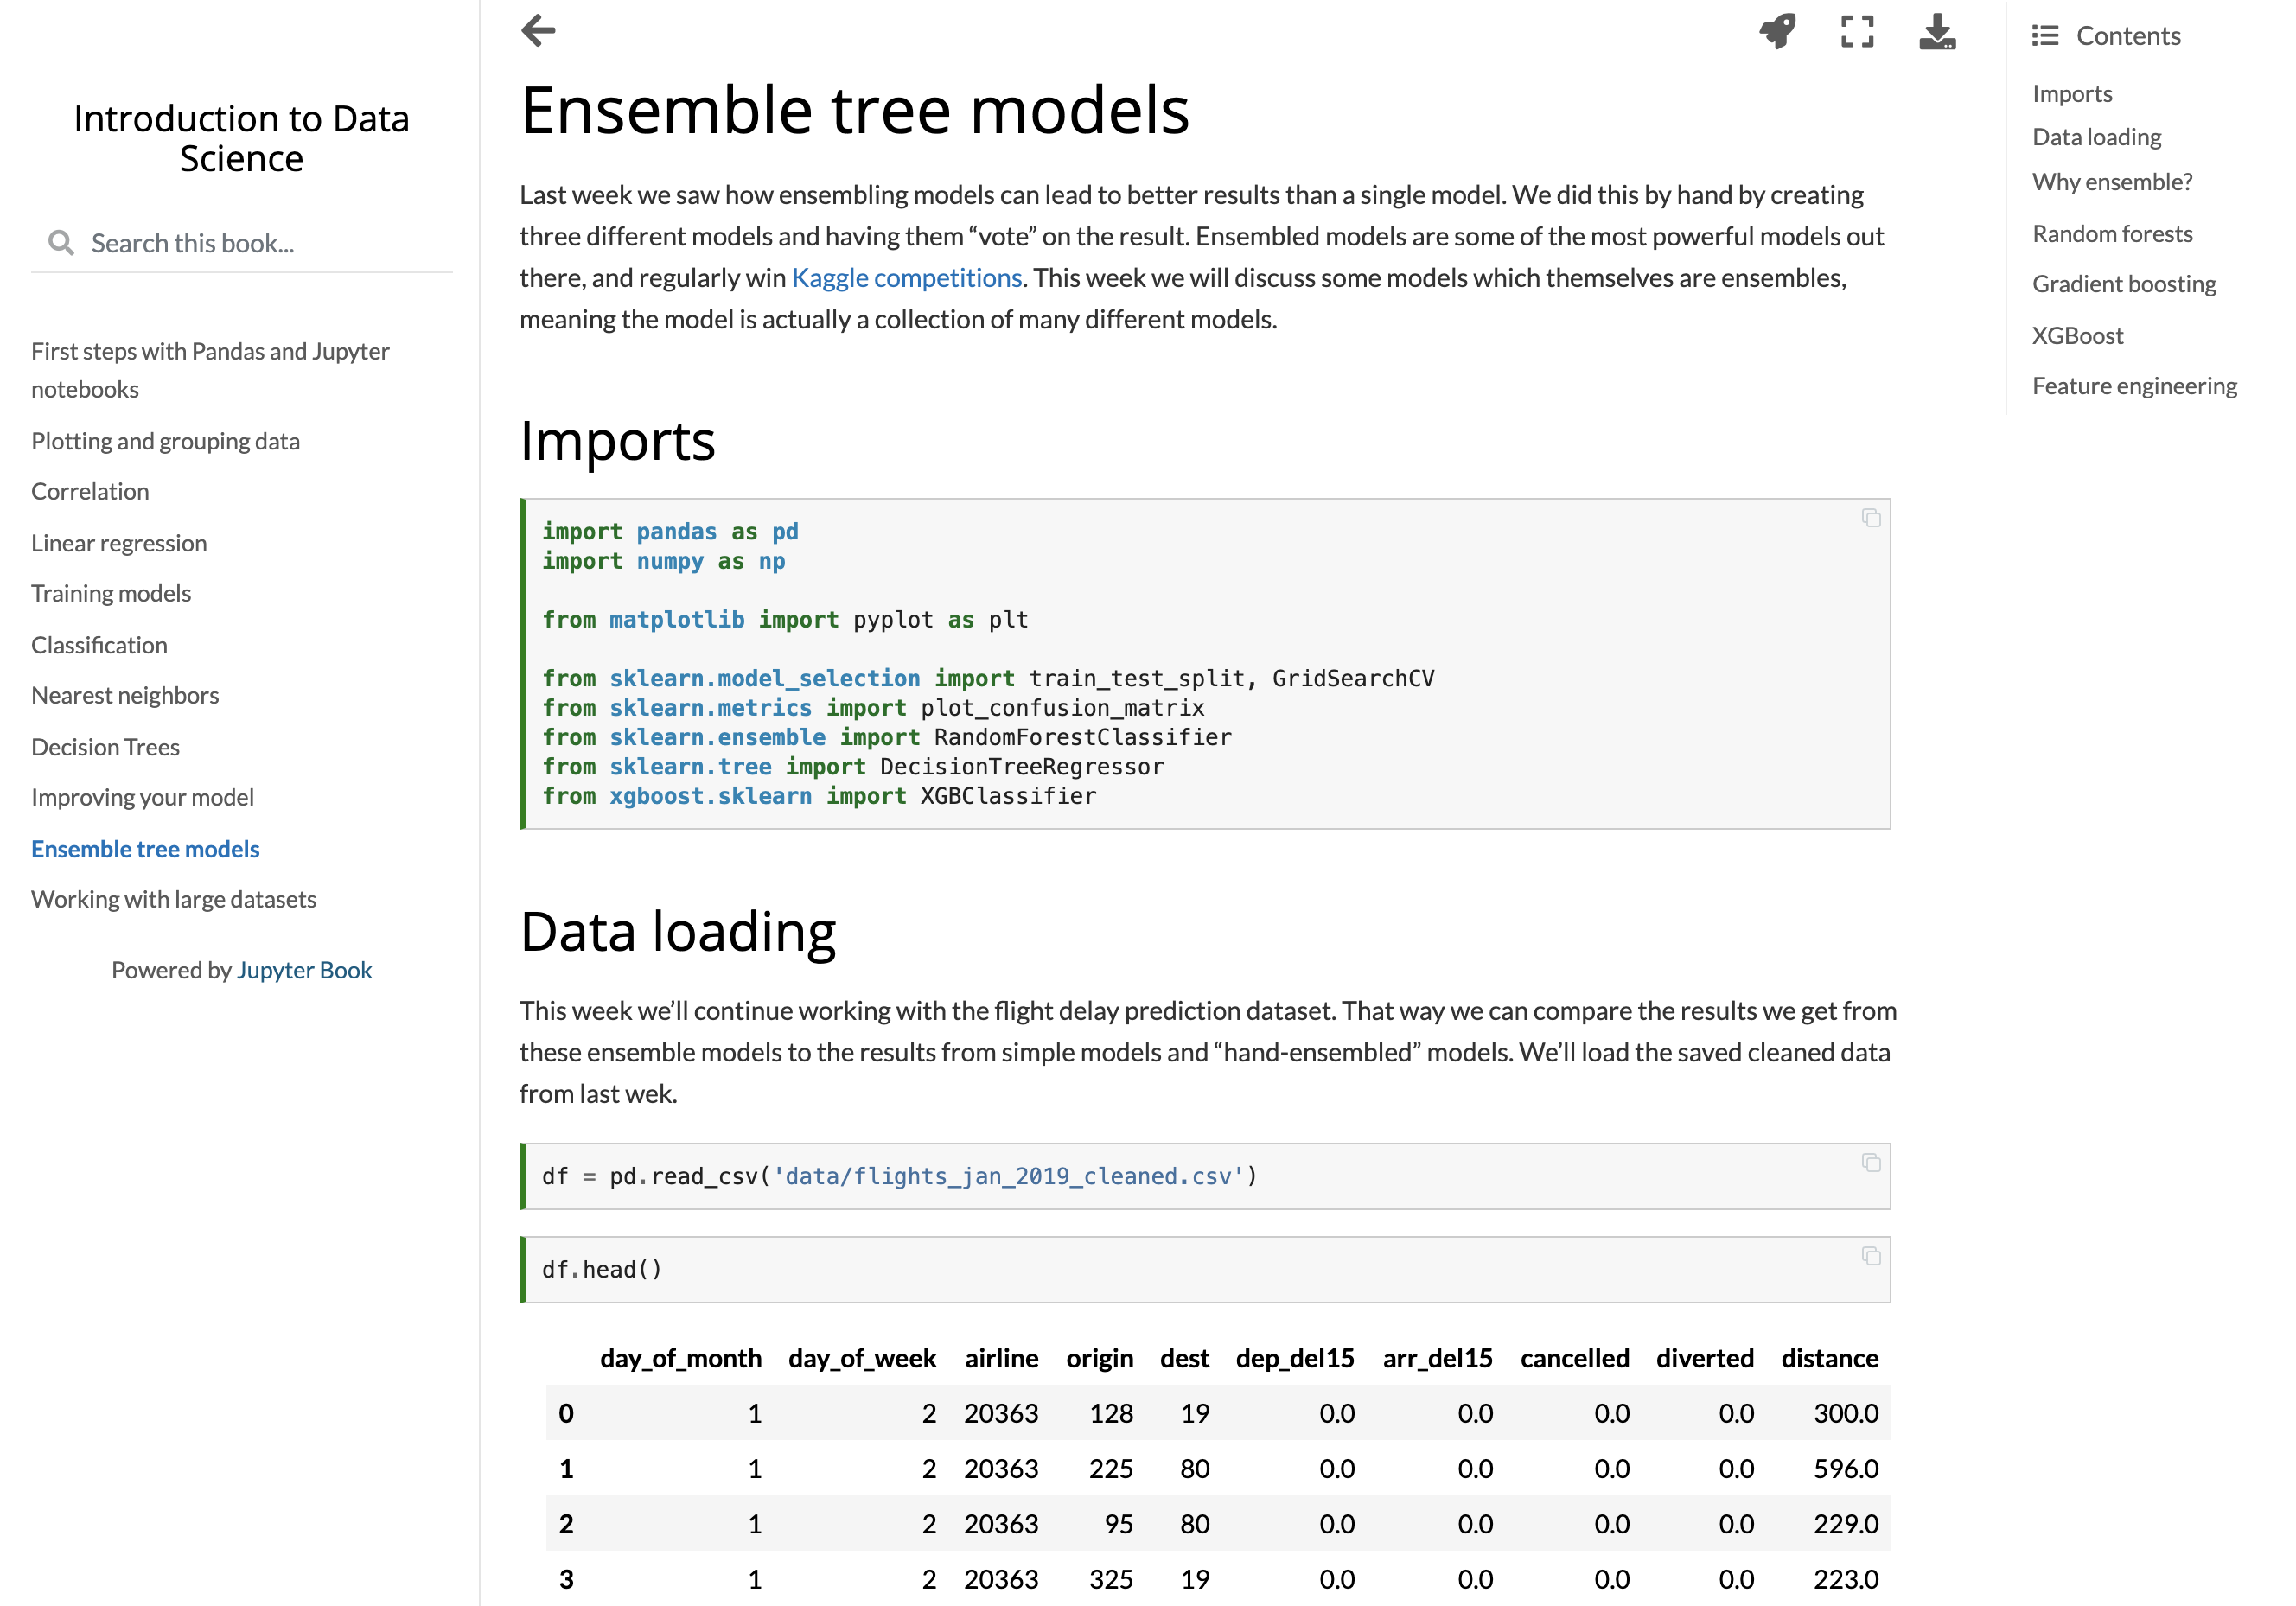 Introduction to Data
Science
Search this book...
First steps with Pandas and Jupyter
notebooks
Plotting and grouping data
Correlation
Linear regression
Training models
Classification
Nearest neighbors
Decision Trees
Improving your model
Ensemble tree models
Working with large datasets
Powered by Jupyter Book
Ensemble tree models
Last week we saw how ensembling models can lead to better results than a single model. We did this by hand by creating
three different models and having them “vote” on the result. Ensembled models are some of the most powerful models out
there, and regularly win Kaggle competitions. This week we will discuss some models which themselves are ensembles,
meaning the model is actually a collection of many different models.
Imports
import pandas as pd
import numpy as np
from matplotlib import pyplot as plt
from sklearn.model_selection import train_test_split, GridSearchCV
from sklearn.metrics import plot_confusion_matrix
from sklearn.ensemble import RandomForestClassifier
from sklearn.tree import DecisionTreeRegressor
from xgboost.sklearn import XGBClassifier
Data loading
This week we’ll continue working with the flight delay prediction dataset. That way we can compare the results we get from
these ensemble models to the results from simple models and “hand-ensembled” models. We’ll load the saved cleaned data
from last wek.
df = pd.read_csv('data/flights_jan_2019_cleaned.csv')
df.head()
day_of_month day_of_week airline origin dest dep_del15 arr_del15 cancelled diverted distance
0 1 2 20363 128 19 0.0 0.0 0.0 0.0 300.0
1 1 2 20363 225 80 0.0 0.0 0.0 0.0 596.0
2 1 2 20363 95 80 0.0 0.0 0.0 0.0 229.0
3 1 2 20363 325 19 0.0 0.0 0.0 0.0 223.0
Contents
Imports
Data loading
Why ensemble?
Random forests
Gradient boosting
XGBoost
Feature engineering